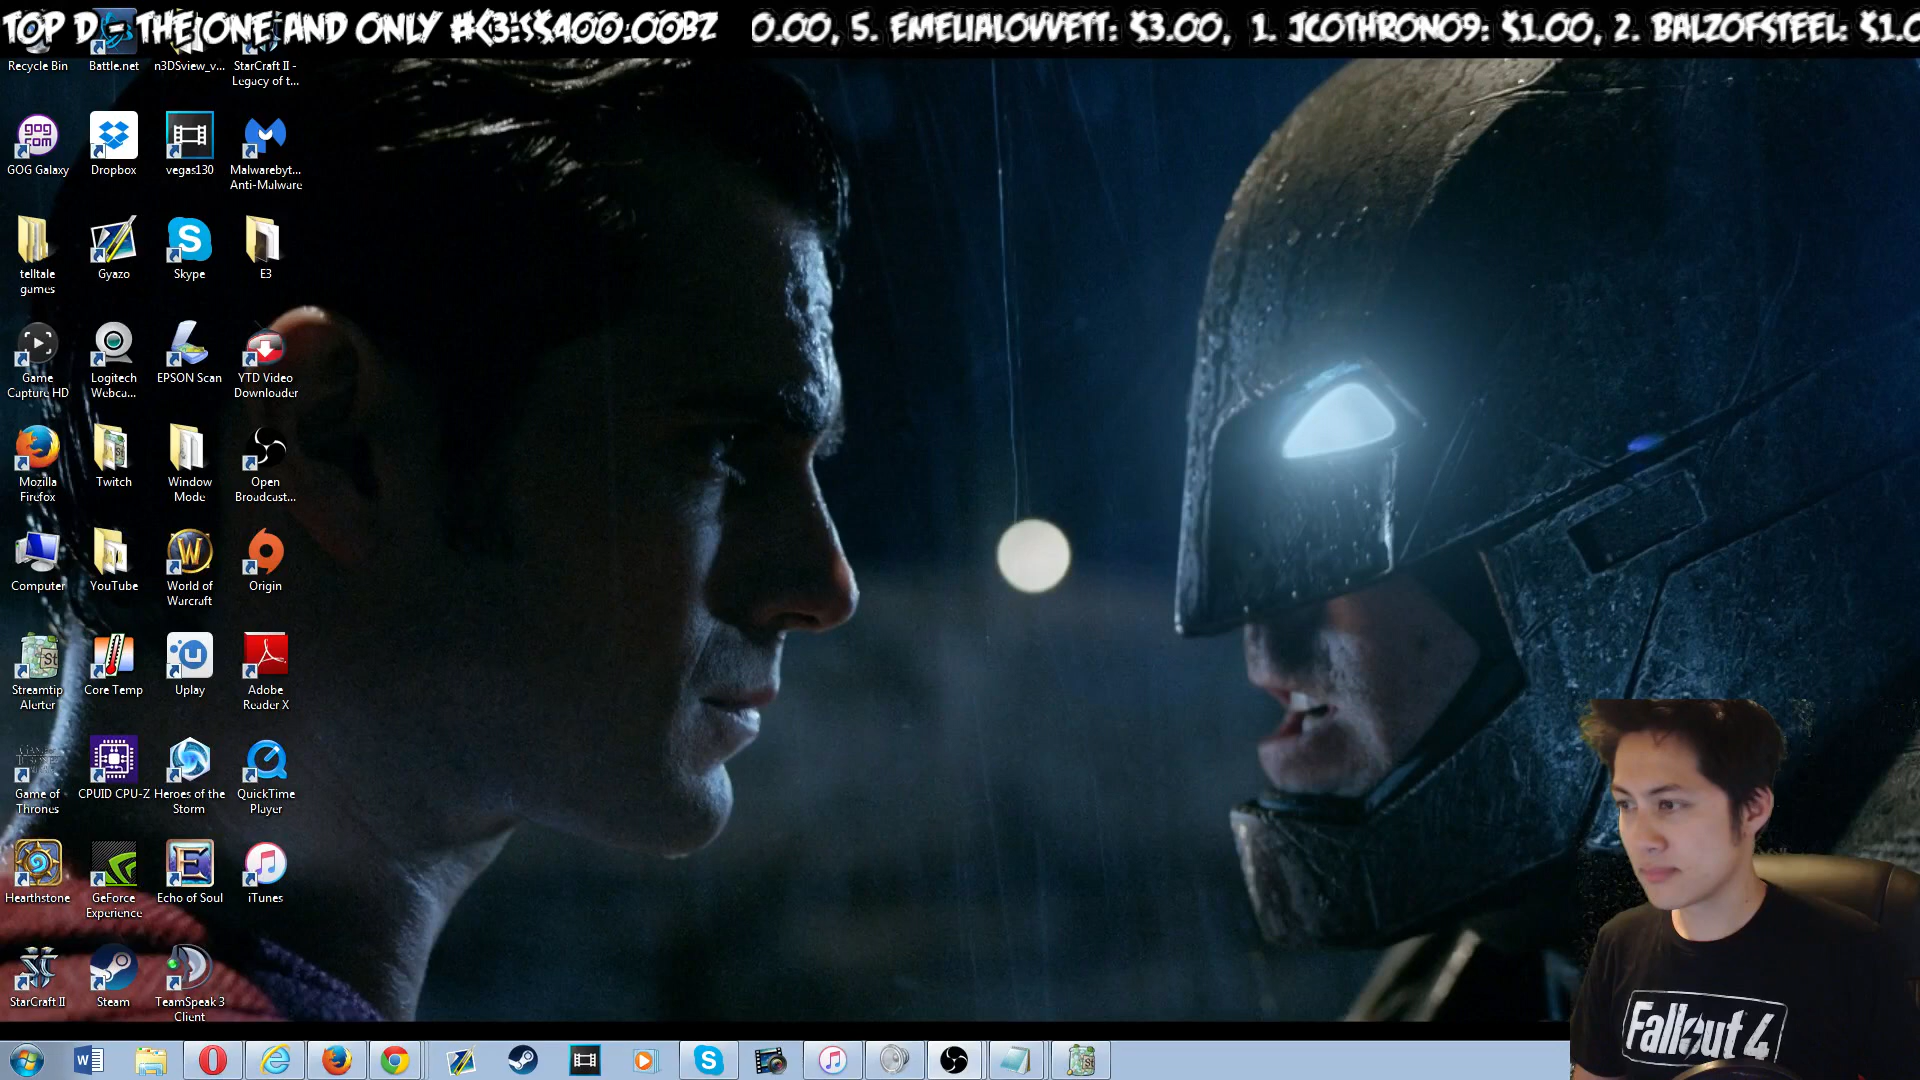 TOP D
THE ONE AND ONLY #<3: $400.00
0.00, 5. EMELIALOVVETT: $3.00, 1. JCOTHRON09: $1.00, 2. BALZOFSTEEL: $1.0
Recycle Bin
Battle.net
n3DSview_v...
StarCraft II -
Legacy of t...
gog
com
GOG Galaxy
Dropbox
vegas130
Malwarebyt...
Anti-Malware
telltale
games
Gyazo
S
Skype
E3
Game
Capture HD
Logitech
Webca...
EPSON Scan
YTD Video
Downloader
Mozilla
Firefox
Twitch
Window
Mode
Open
Broadcast...
Computer
YouTube
W
World of
Warcraft
Origin
St
Streamtip
Alerter
Core Temp
Uplay
Adobe
Reader X
Game of
Thrones
CPUID CPU-Z
Heroes of the
Storm
QuickTime
Player
Hearthstone
GeForce
Experience
E
Echo of Soul
iTunes
StarCraft II
Steam
TeamSpeak 3
Client
Fallout 4